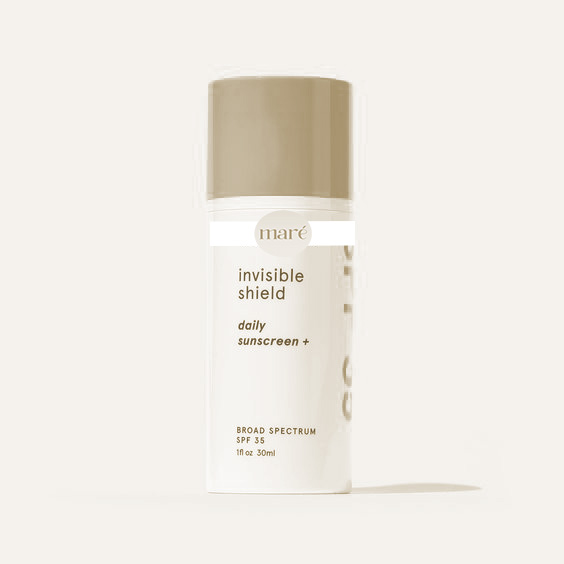 maré
invisible
shield
daily
sunscreen +
BROAD SPECTRUM
SPF 35
1fl oz 30ml